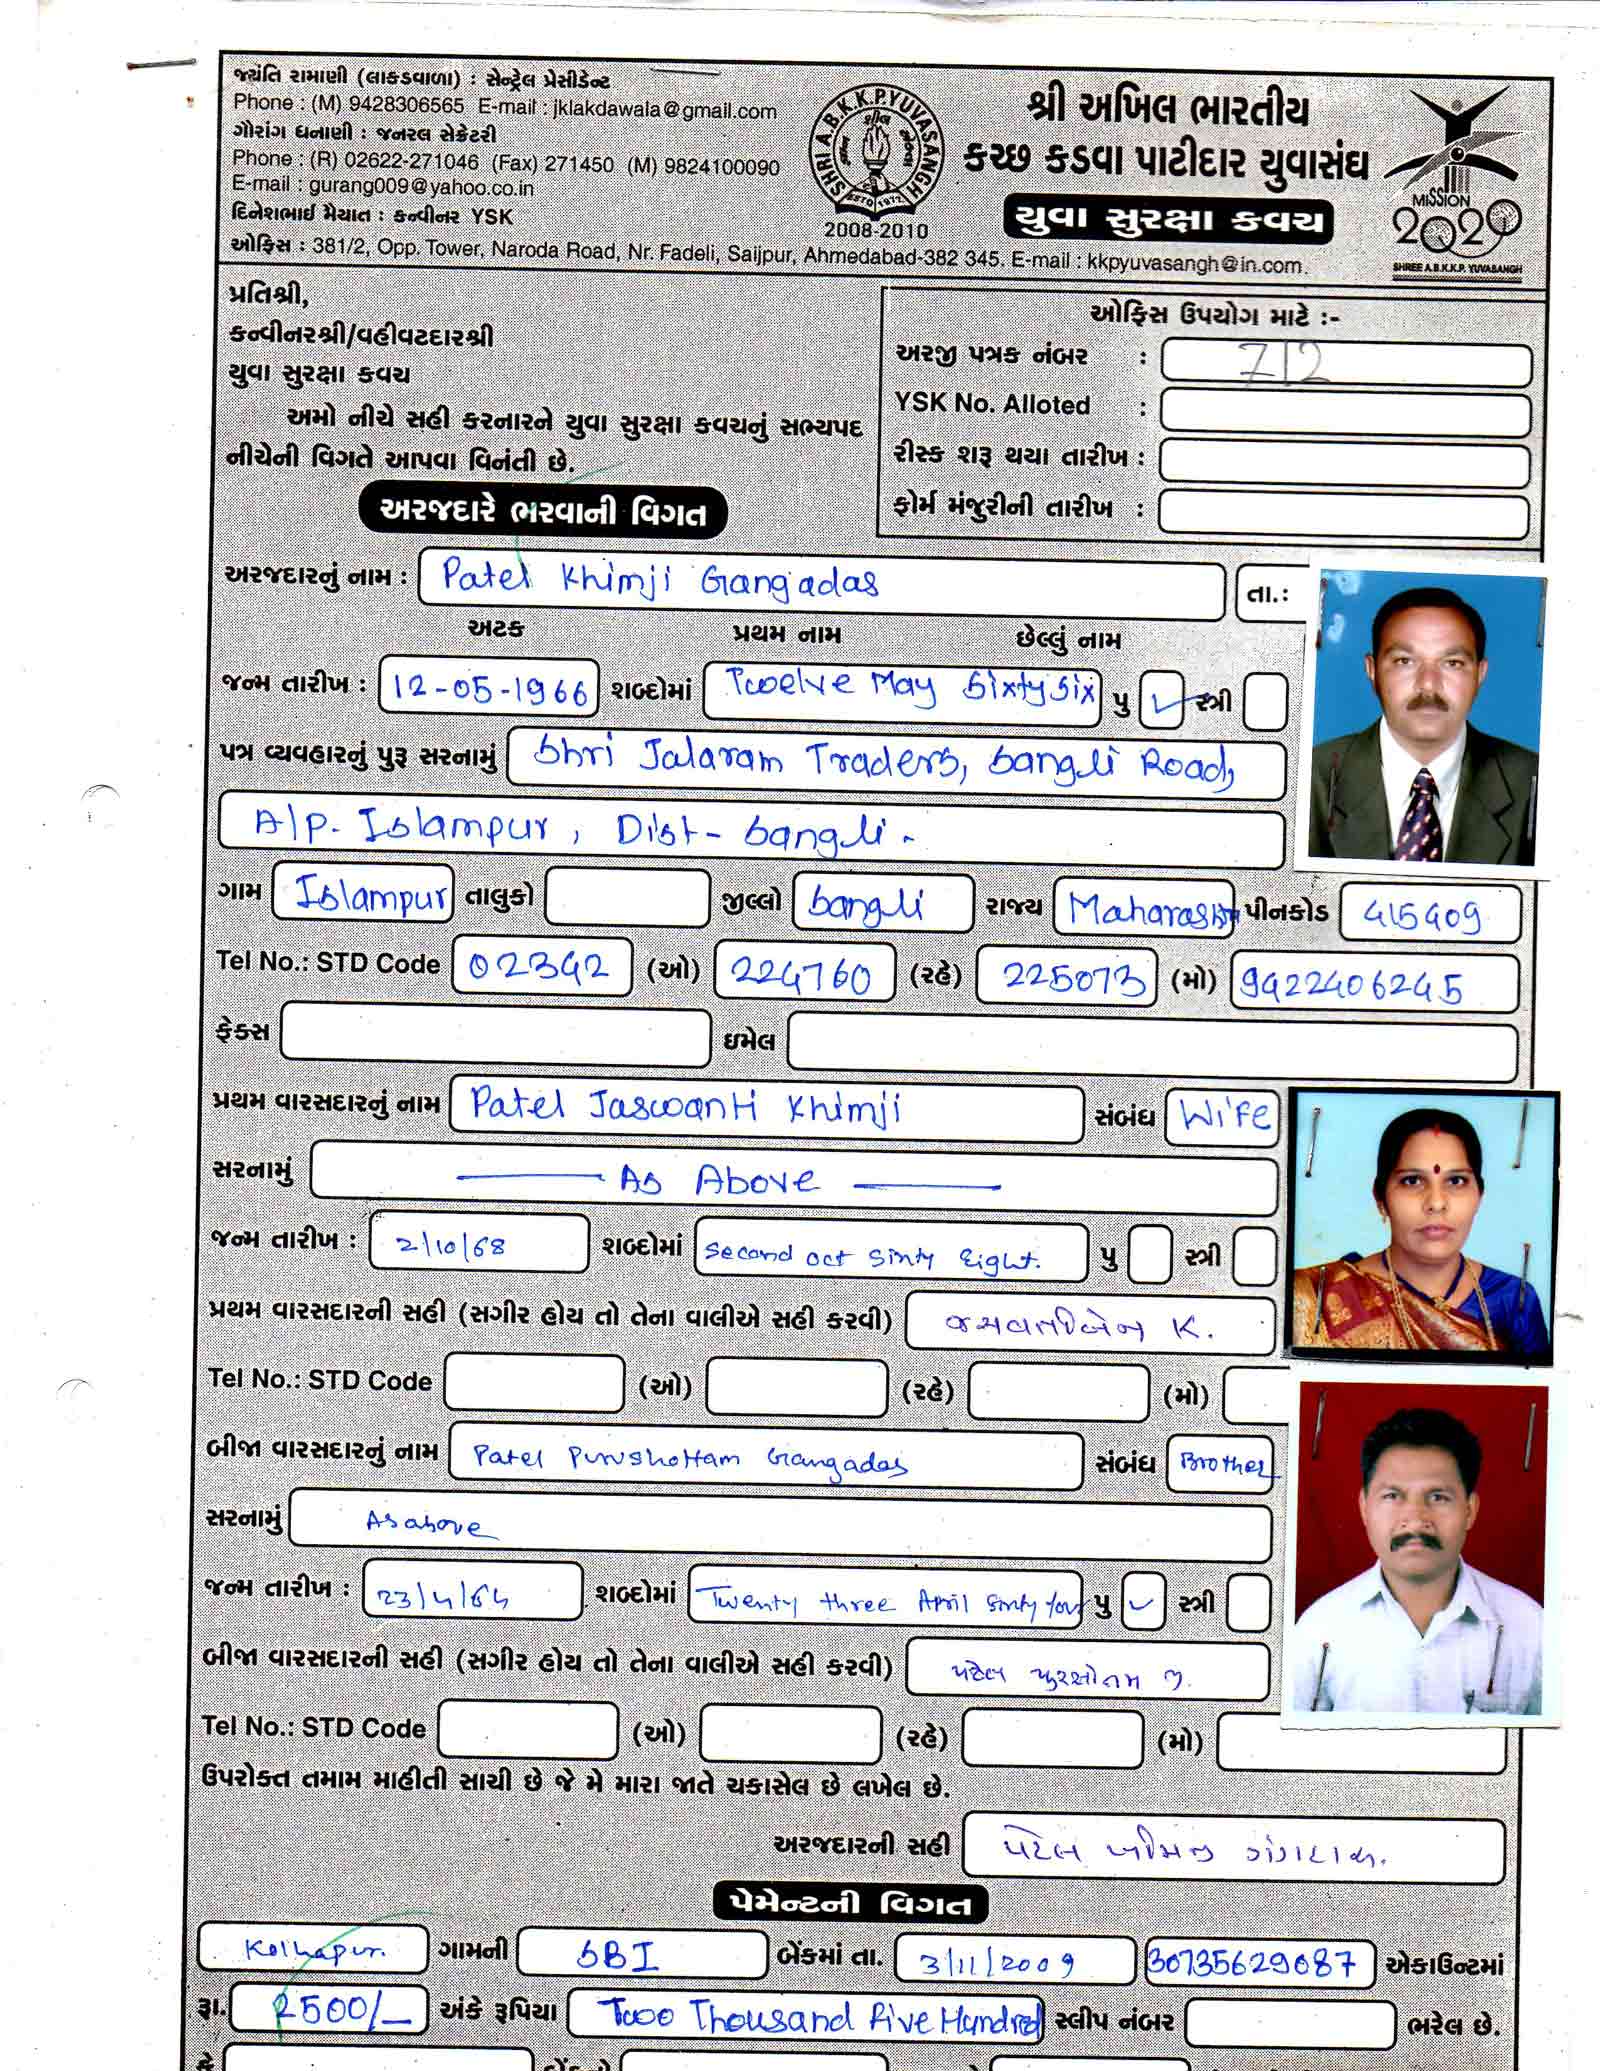 જયંતિ રામાણી (લાકડાવાળા) : સેન્ટ્રેલ પ્રેસીડેન્ટ
Phone : (M) 9428306565 E-mail : jklakdawala@gmail.com
ગૌરાંગ ધનાણી : જનરલ સેક્રેટરી
Phone : (R) 02622-271046 (Fax) 271450 (M) 9824100090
E-mail : gurang009@yahoo.co.in
દિનેશભાઈ મૈયાત : કન્વીનર YSK
ઓફિસ : 381/2, Opp. Tower, Naroda Road, Nr. Fadeli, Saijpur, Ahmedabad-382 345. E-mail : kkpyuvasangh@in.com.
SHRI A.B.K.K.P. YUVASANGH
ESTD 1977
2008-2010
શ્રી અખિલ ભારતીય
કચ્છ કડવા પાટીદાર યુવાસંઘ
યુવા સુરક્ષા કવચ
MISSION
2020
SHREE A.B.K.K.P. YUVASANGH
પ્રતિશ્રી,
કન્વીનરશ્રી/વહીવટદારશ્રી
યુવા સુરક્ષા કવચ
અમો નીચે સહી કરનારને યુવા સુરક્ષા કવચનું સભ્યપદ
નીચેની વિગતે આપવા વિનંતી છે.
ઓફિસ ઉપયોગ માટે :-
અરજી પત્રક નંબર : 712
YSK No. Alloted :
રીસ્ક શરૂ થયા તારીખ :
ફોર્મ મંજુરીની તારીખ :
અરજદારે ભરવાની વિગત
અરજદારનું નામ : Patel Khimji Gangadas તા.:
અટક પ્રથમ નામ છેલ્લું નામ
જન્મ તારીખ : 12-05-1966 શબ્દોમાં Twelve May Sixty Six પુ ✓ સ્ત્રી
પત્ર વ્યવહારનું પુરૂ સરનામું Shri Jalaram Traders, Sangli Road,
A/p. Islampur, Dist- Sangli.
ગામ Islampur તાલુકો જીલ્લો Sangli રાજ્ય Maharashtra પીનકોડ 415409
Tel No.: STD Code 02342 (ઓ) 224760 (રહે) 225073 (મો) 9422406245
ફેક્સ ઇમેલ
પ્રથમ વારસદારનું નામ Patel Jaswanti Khimji સંબંધ Wife
સરનામું As Above
જન્મ તારીખ : 2/10/68 શબ્દોમાં Second oct Sixty Eight. પુ સ્ત્રી
પ્રથમ વારસદારની સહી (સગીર હોય તો તેના વાલીએ સહી કરવી) જસવંતીબેન K.
Tel No.: STD Code (ઓ) (રહે) (મો)
બીજા વારસદારનું નામ Patel Purushottam Gangadas સંબંધ Brother
સરનામું As above
જન્મ તારીખ : 23/4/64 શબ્દોમાં Twenty three April Sixty four પુ ✓ સ્ત્રી
બીજા વારસદારની સહી (સગીર હોય તો તેના વાલીએ સહી કરવી) પટેલ પુરસોતમ જી.
Tel No.: STD Code (ઓ) (રહે) (મો)
ઉપરોક્ત તમામ માહીતી સાચી છે જે મે મારા જાતે ચકાસેલ છે લખેલ છે.
અરજદારની સહી પટેલ ખીમજી ગંગદાસ.
પેમેન્ટની વિગત
Kolhapur. ગામની SBI બેંકમાં તા. 3/11/2009 30735629087 એકાઉન્ટમાં
રૂા. 2500/- અંકે રૂપિયા Two Thousand Five Hundred સ્લીપ નંબર ભરેલ છે.